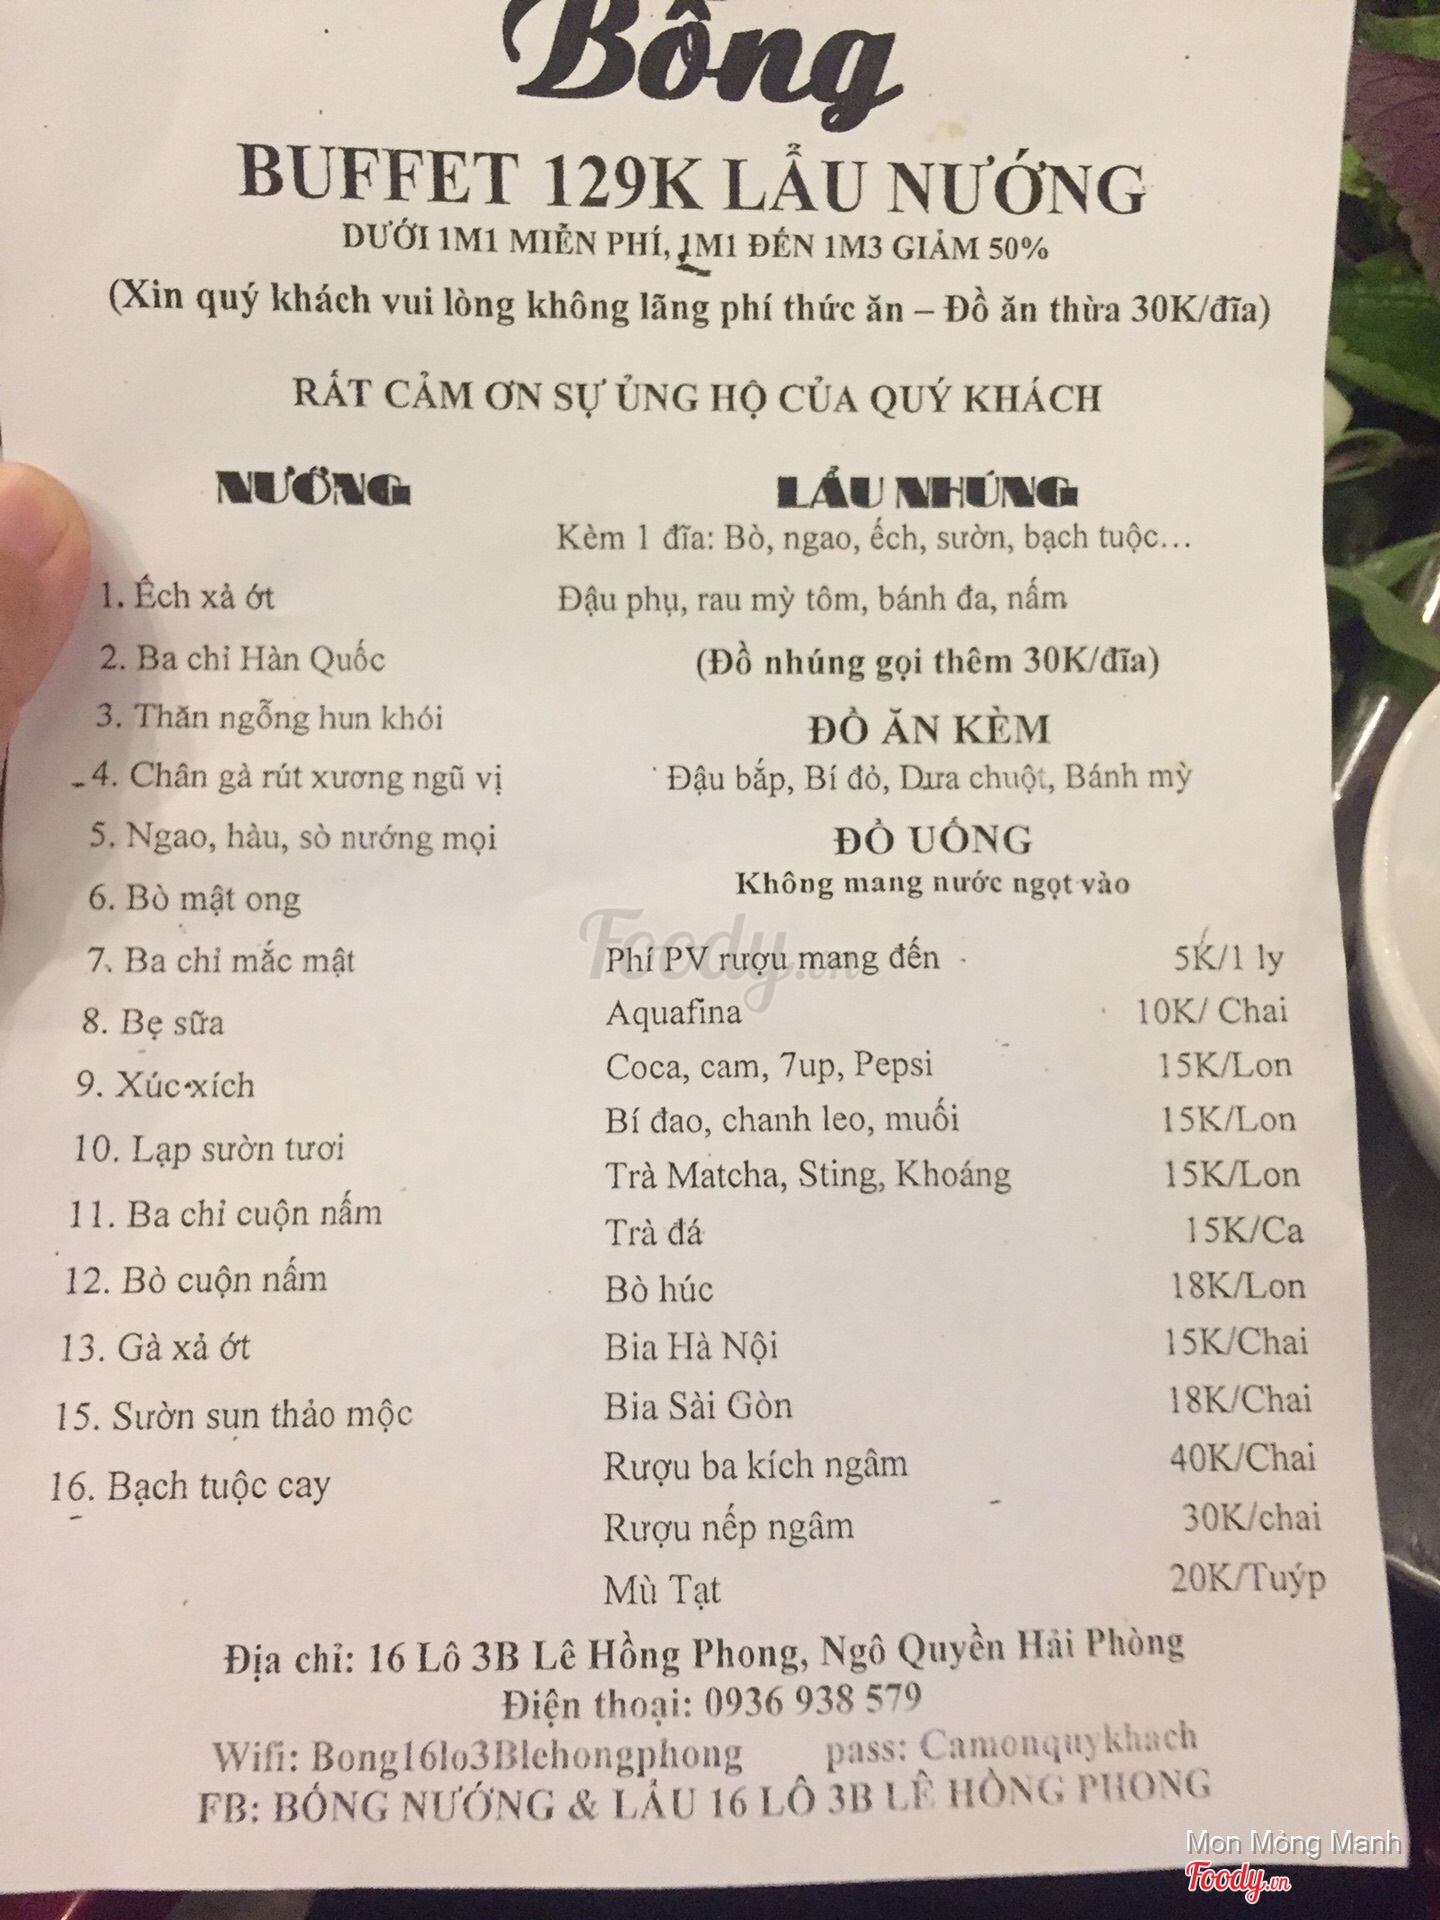 Bông
BUFFET 129K LẨU NƯỚNG
DƯỚI 1M1 MIỄN PHÍ, 1M1 ĐẾN 1M3 GIẢM 50%
(Xin quý khách vui lòng không lãng phí thức ăn – Đồ ăn thừa 30K/đĩa)
RẤT CẢM ƠN SỰ ỦNG HỘ CỦA QUÝ KHÁCH
NƯỚNG
1. Ếch xả ớt
2. Ba chỉ Hàn Quốc
3. Thăn ngỗng hun khói
4. Chân gà rút xương ngũ vị
5. Ngao, hàu, sò nướng mọi
6. Bò mật ong
7. Ba chỉ mắc mật
8. Bẹ sữa
9. Xúc xích
10. Lạp sườn tươi
11. Ba chỉ cuộn nấm
12. Bò cuộn nấm
13. Gà xả ớt
15. Sườn sụn thảo mộc
16. Bạch tuộc cay
LẨU NHÚNG
Kèm 1 đĩa: Bò, ngao, ếch, sườn, bạch tuộc...
Đậu phụ, rau mỳ tôm, bánh đa, nấm
(Đồ nhúng gọi thêm 30K/đĩa)
ĐỒ ĂN KÈM
Đậu bắp, Bí đỏ, Dưa chuột, Bánh mỳ
ĐỒ UỐNG
Không mang nước ngọt vào
Phí PV rượu mang đến 5K/1 ly
Aquafina 10K/ Chai
Coca, cam, 7up, Pepsi 15K/Lon
Bí đao, chanh leo, muối 15K/Lon
Trà Matcha, Sting, Khoáng 15K/Lon
Trà đá 15K/Ca
Bò húc 18K/Lon
Bia Hà Nội 15K/Chai
Bia Sài Gòn 18K/Chai
Rượu ba kích ngâm 40K/Chai
Rượu nếp ngâm 30K/chai
Mù Tạt 20K/Tuýp
Địa chỉ: 16 Lô 3B Lê Hồng Phong, Ngô Quyền Hải Phòng
Điện thoại: 0936 938 579
Wifi: Bong16lo3Blehongphong pass: Camonquykhach
FB: BÔNG NƯỚNG & LẨU 16 LÔ 3B LÊ HỒNG PHONG
Foody.vn
Mon Mỏng Manh
Foody.vn